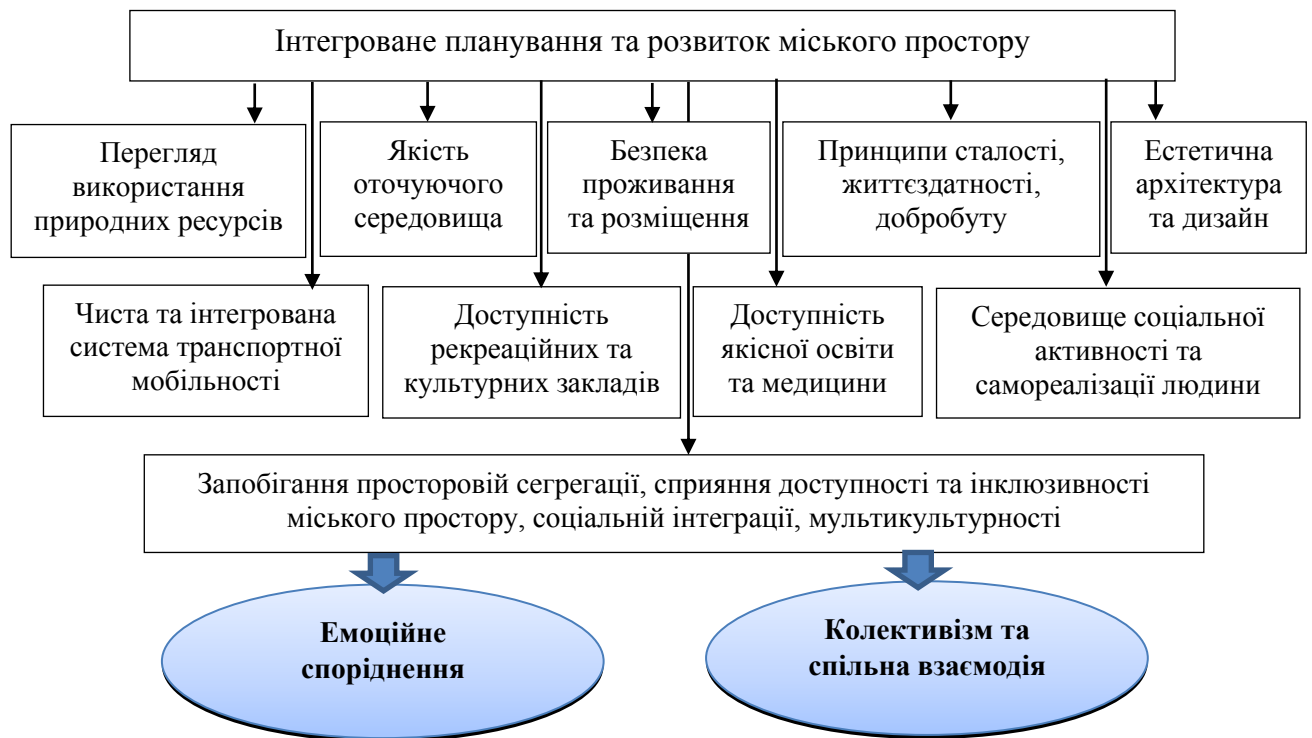 Інтегроване планування та розвиток міського простору
Перегляд
використання
природних ресурсів
Якість
оточуючого
середовища
Безпека
проживання
та розміщення
Принципи сталості,
життєздатності,
добробуту
Естетична
архітектура
та дизайн
Чиста та інтегрована
система транспортної
мобільності
Доступність
рекреаційних та
культурних закладів
Доступність
якісної освіти
та медицини
Середовище соціальної
активності та
самореалізації людини
Запобігання просторовій сегрегації, сприяння доступності та інклюзивності
міського простору, соціальній інтеграції, мультикультурності
Емоційне
споріднення
Колективізм та
спільна взаємодія